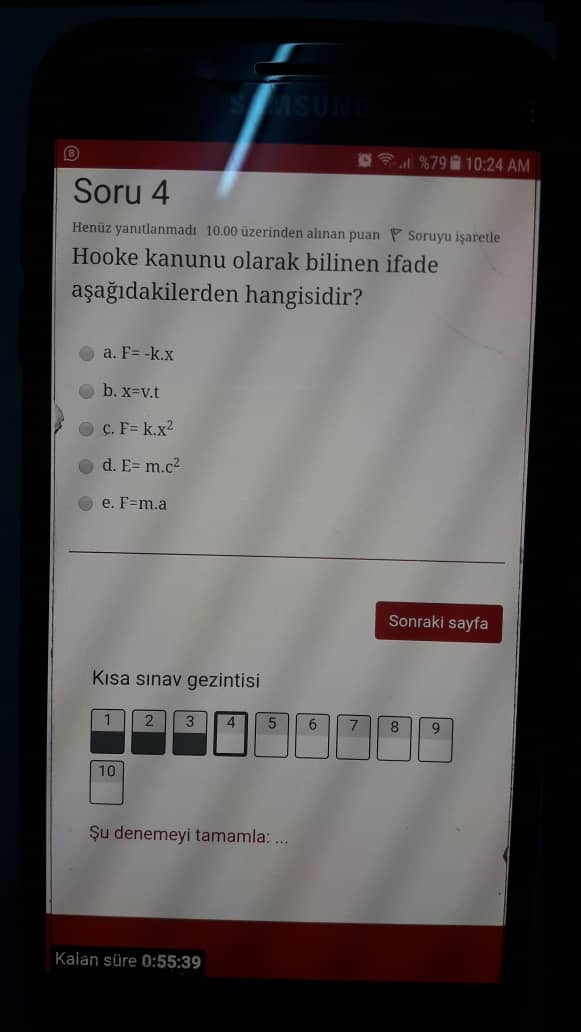 SAMSUNG
%79 10:24 AM
Soru 4
Henüz yanıtlanmadı 10.00 üzerinden alınan puan Soruyu işaretle
Hooke kanunu olarak bilinen ifade
aşağıdakilerden hangisidir?
a. F= -k.x
b. x=v.t
c. F= k.x²
d. E= m.c²
e. F=m.a
Sonraki sayfa
Kısa sınav gezintisi
1 2 3 4 5 6 7 8 9
10
Şu denemeyi tamamla: ...
Kalan süre 0:55:39